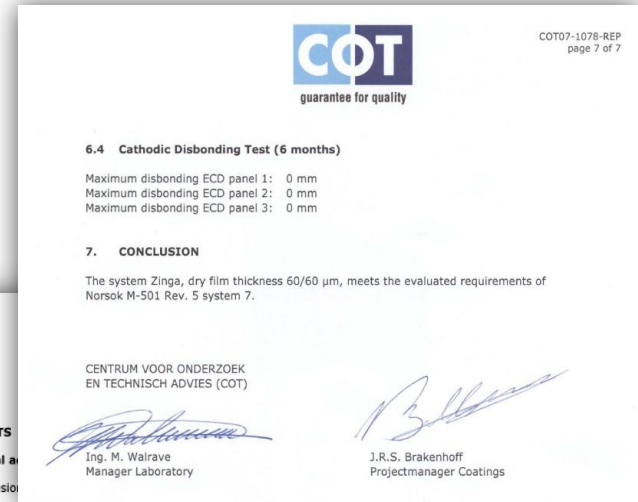 COT
guarantee for quality
COT07-1078-REP
page 7 of 7
6.4 Cathodic Disbonding Test (6 months)
Maximum disbonding ECD panel 1: 0 mm
Maximum disbonding ECD panel 2: 0 mm
Maximum disbonding ECD panel 3: 0 mm
7. CONCLUSION
The system Zinga, dry film thickness 60/60 µm, meets the evaluated requirements of
Norsok M-501 Rev. 5 system 7.
CENTRUM VOOR ONDERZOEK
EN TECHNISCH ADVIES (COT)
Ing. M. Walrave
Manager Laboratory
J.R.S. Brakenhoff
Projectmanager Coatings